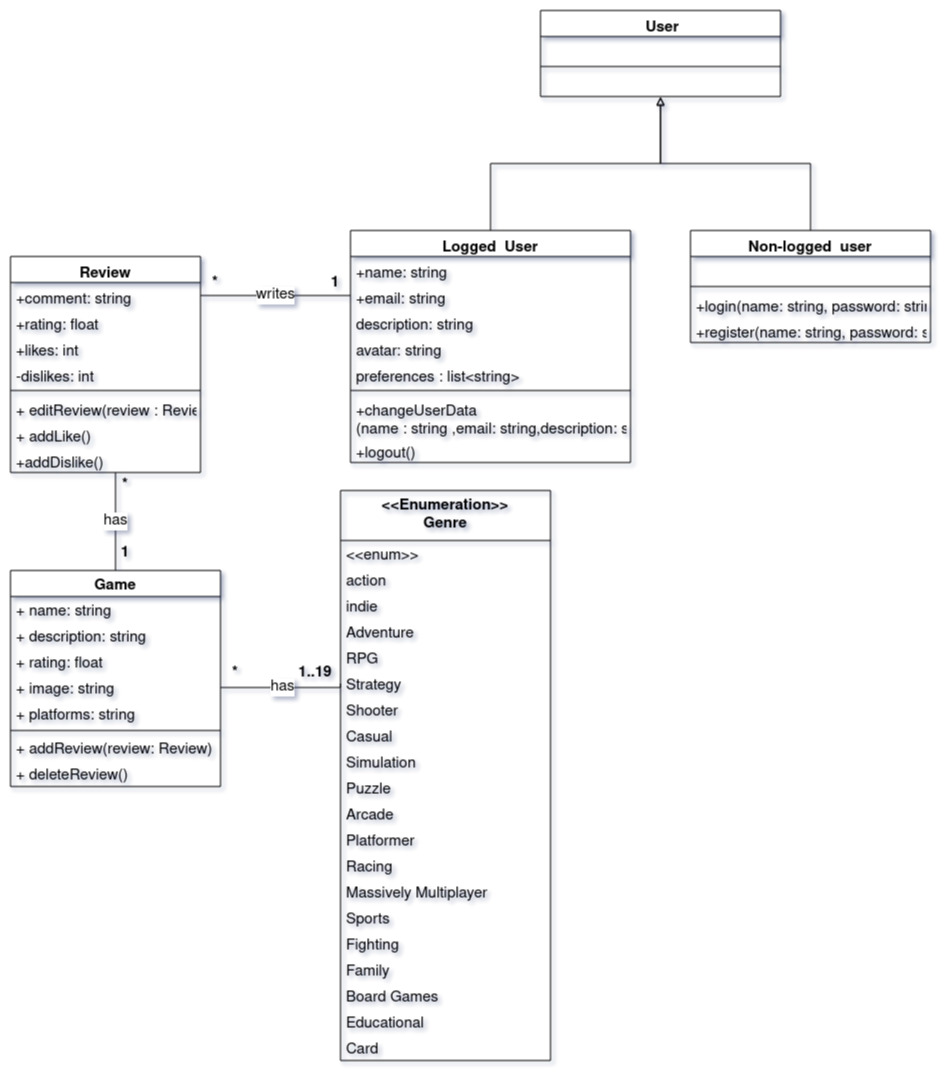 User
Logged User
+name: string
+email: string
description: string
avatar: string
preferences : list<string>
+changeUserData
(name : string ,email: string,description: s
+logout()
Non-logged user
+login(name: string, password: stri
+register(name: string, password: s
Review
+comment: string
+rating: float
+likes: int
-dislikes: int
+ editReview(review : Revie
+ addLike()
+addDislike()
* writes 1
*
has
1
Game
+ name: string
+ description: string
+ rating: float
+ image: string
+ platforms: string
+ addReview(review: Review)
+ deleteReview()
* has 1..19
<<Enumeration>>
Genre
<<enum>>
action
indie
Adventure
RPG
Strategy
Shooter
Casual
Simulation
Puzzle
Arcade
Platformer
Racing
Massively Multiplayer
Sports
Fighting
Family
Board Games
Educational
Card